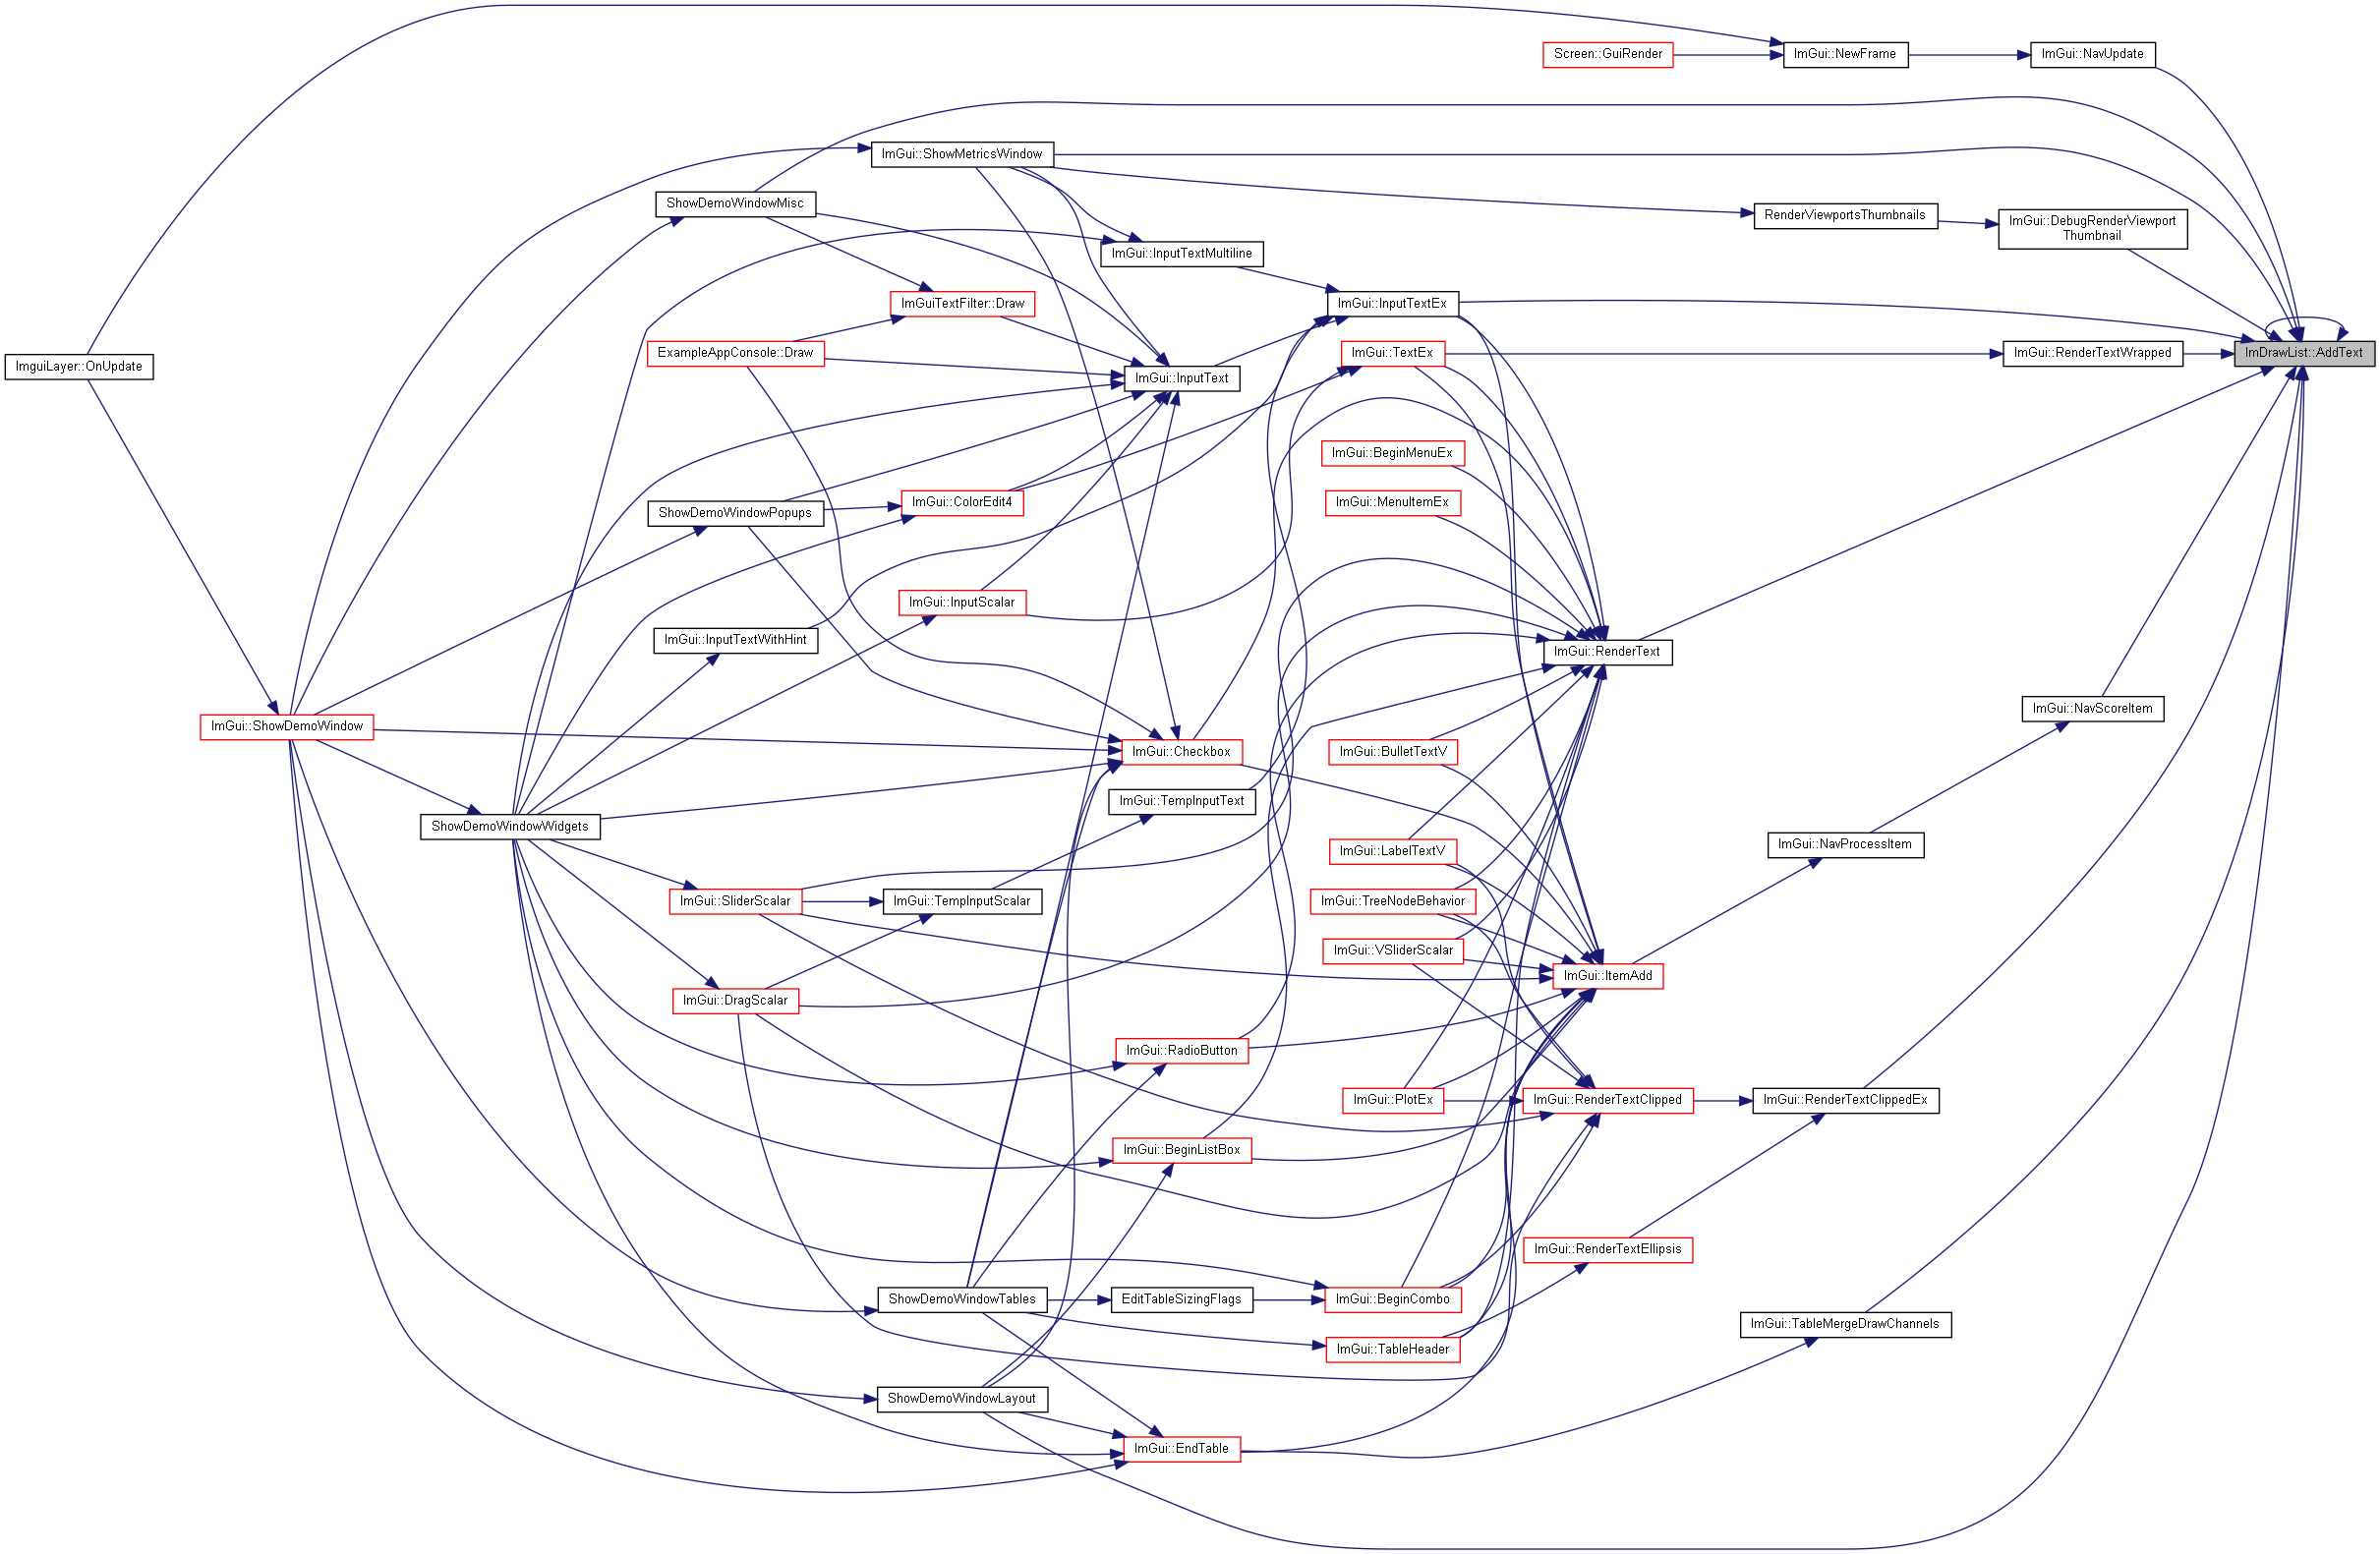 Screen::GuiRender
ImGui::NewFrame
ImGui::NavUpdate
ImGui::ShowMetricsWindow
ShowDemoWindowMisc
RenderViewportsThumbnails
ImGui::DebugRenderViewport
Thumbnail
ImGui::InputTextMultiline
ImGuiTextFilter::Draw
ImGui::InputTextEx
ExampleAppConsole::Draw
ImGui::TextEx
ImGui::RenderTextWrapped
ImDrawList::AddText
ImguiLayer::OnUpdate
ImGui::InputText
ImGui::BeginMenuEx
ImGui::ColorEdit4
ImGui::MenuItemEx
ShowDemoWindowPopups
ImGui::InputScalar
ImGui::InputTextWithHint
ImGui::RenderText
ImGui::NavScoreItem
ImGui::ShowDemoWindow
ImGui::Checkbox
ImGui::BulletTextV
ImGui::TempInputText
ShowDemoWindowWidgets
ImGui::NavProcessItem
ImGui::LabelTextV
ImGui::SliderScalar
ImGui::TempInputScalar
ImGui::TreeNodeBehavior
ImGui::VSliderScalar
ImGui::ItemAdd
ImGui::DragScalar
ImGui::RadioButton
ImGui::PlotEx
ImGui::RenderTextClipped
ImGui::RenderTextClippedEx
ImGui::BeginListBox
ImGui::RenderTextEllipsis
ShowDemoWindowTables
EditTableSizingFlags
ImGui::BeginCombo
ImGui::TableMergeDrawChannels
ImGui::TableHeader
ShowDemoWindowLayout
ImGui::EndTable